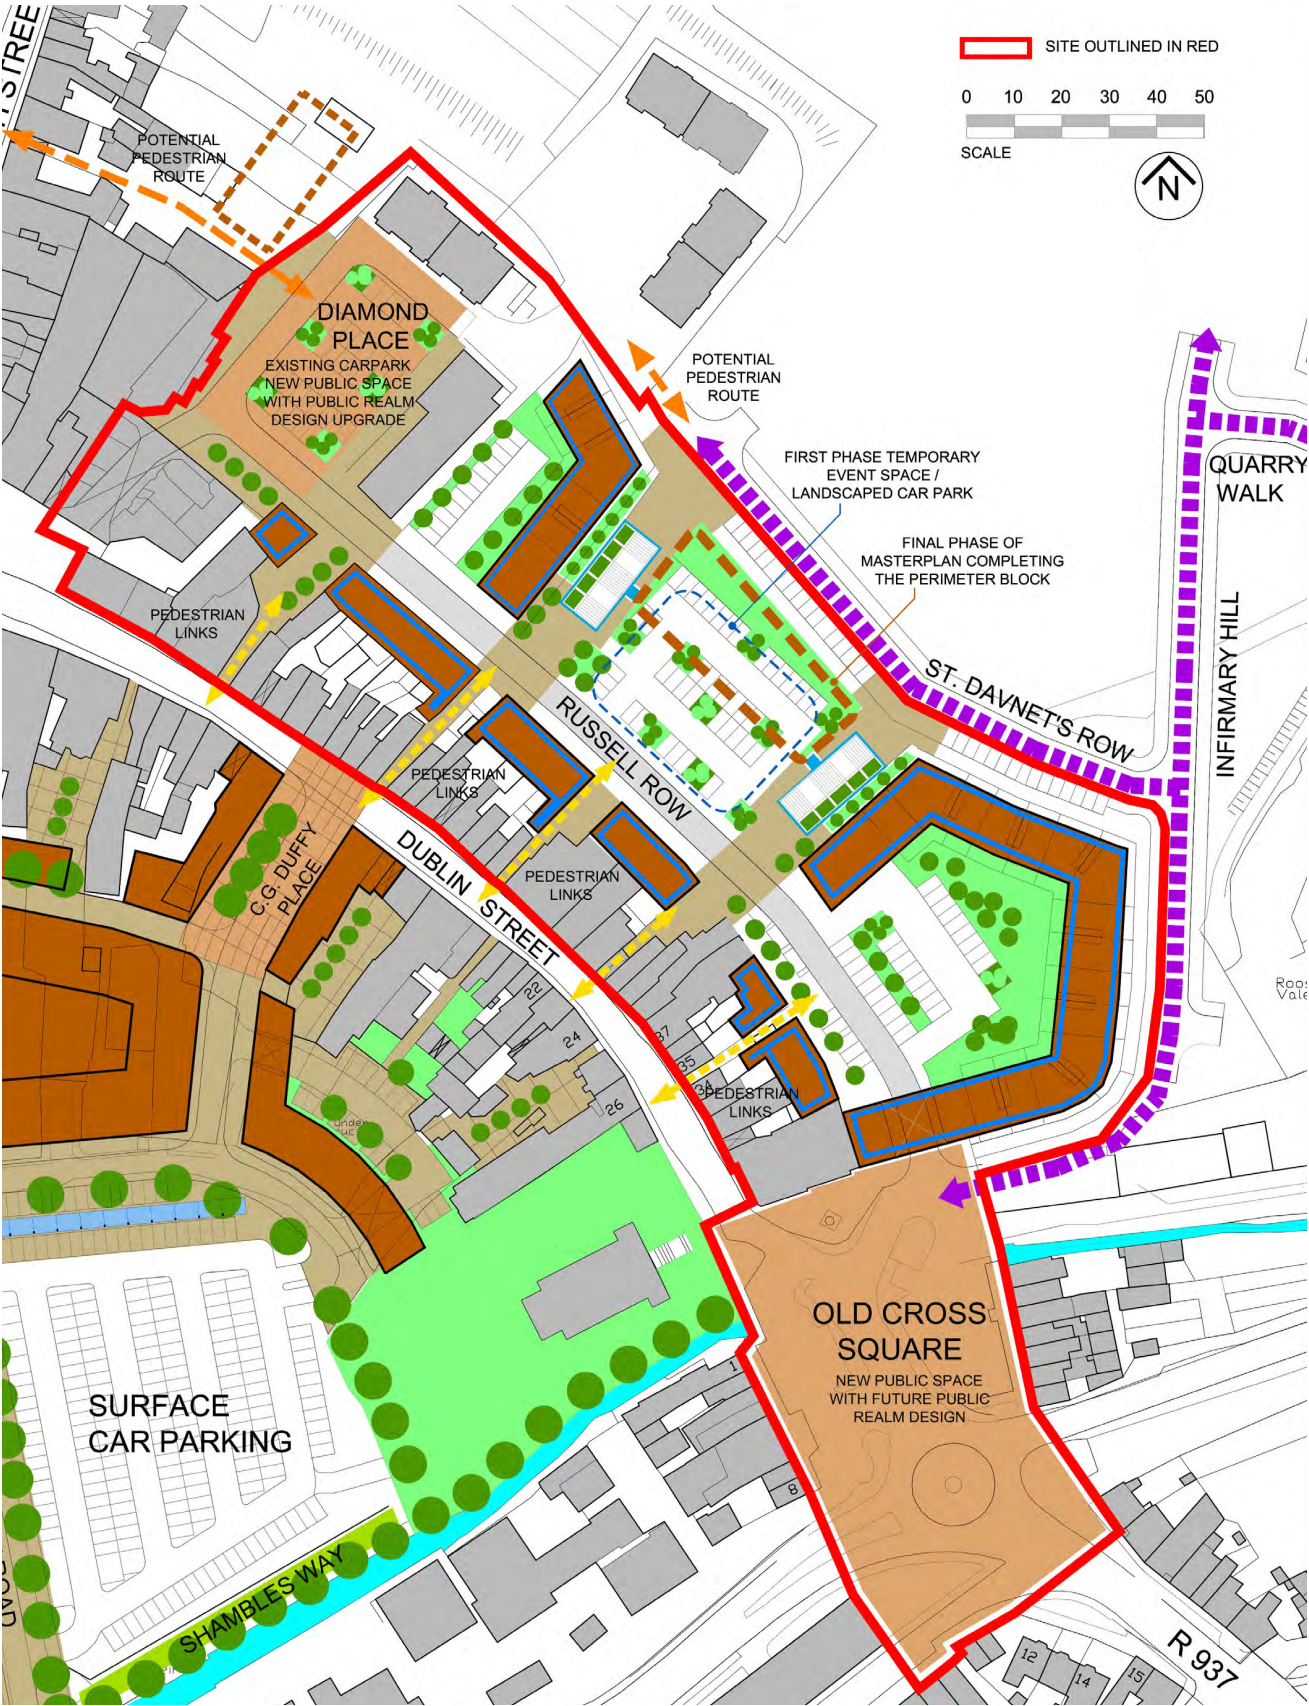 SITE OUTLINED IN RED
0 10 20 30 40 50
SCALE
N
POTENTIAL
PEDESTRIAN
ROUTE
DIAMOND
PLACE
EXISTING CARPARK
NEW PUBLIC SPACE
WITH PUBLIC REALM
DESIGN UPGRADE
POTENTIAL
PEDESTRIAN
ROUTE
FIRST PHASE TEMPORARY
EVENT SPACE /
LANDSCAPED CAR PARK
QUARRY
WALK
FINAL PHASE OF
MASTERPLAN COMPLETING
THE PERIMETER BLOCK
PEDESTRIAN
LINKS
INFIRMARY HILL
ST. DAVNET'S ROW
RUSSELL ROW
PEDESTRIAN
LINKS
C.G. DUFFY
PLACE
DUBLIN STREET
PEDESTRIAN
LINKS
22
24
26
37
35
34
PEDESTRIAN
LINKS
OLD CROSS
SQUARE
NEW PUBLIC SPACE
WITH FUTURE PUBLIC
REALM DESIGN
1
8
SURFACE
CAR PARKING
SHAMBLES WAY
R 937
12
14
15